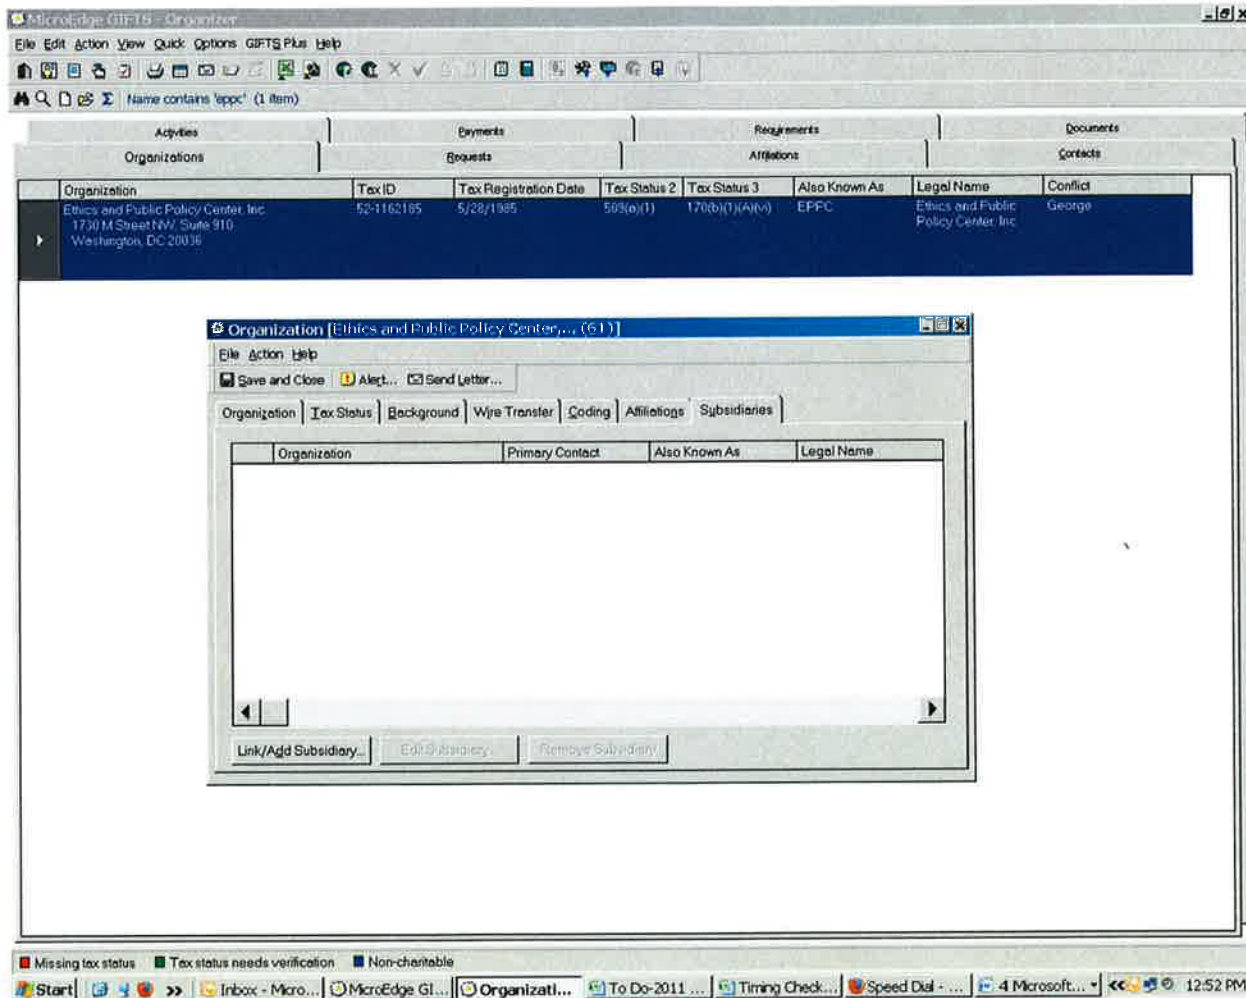 MicroEdge GIFTS - Organizer
File Edit Action View Quick Options GIFTS Plus Help
Name contains 'eppc' (1 item)
Activities Payments Requirements Documents
Organizations Requests Affiliations Contacts
Organization Tax ID Tax Registration Date Tax Status 2 Tax Status 3 Also Known As Legal Name Conflict
Ethics and Public Policy Center, Inc. 52-1162185 5/28/1985 509(a)(1) 170(b)(1)(A)(vi) EPPC Ethics and Public George
1730 M Street NW, Suite 910 Policy Center, Inc.
Washington, DC 20036
Organization [Ethics and Public Policy Center,... (61)]
File Action Help
Save and Close Alert... Send Letter...
Organization Tax Status Background Wire Transfer Coding Affiliations Subsidiaries
Organization Primary Contact Also Known As Legal Name
Link/Add Subsidiary... Edit Subsidiary... Remove Subsidiary
Missing tax status Tax status needs verification Non-charitable
Start >> Inbox - Micro... MicroEdge GI... Organizati... To Do-2011 ... Timing Check... Speed Dial - ... 4 Microsoft... << 12:52 PM